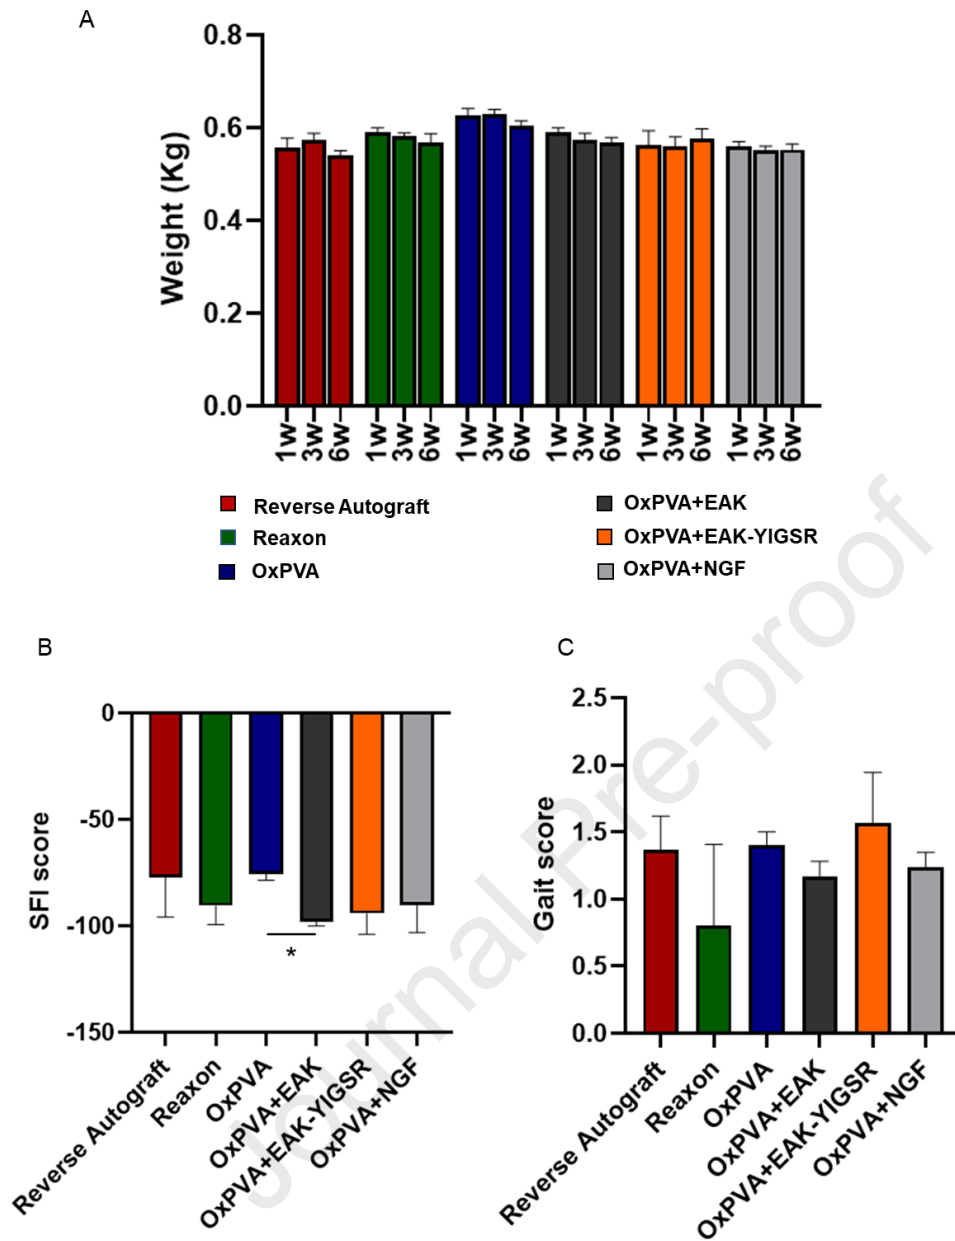 A
0.8
0.6
0.4
0.2
0.0
Weight (Kg)
1w 3w 6w 1w 3w 6w 1w 3w 6w 1w 3w 6w 1w 3w 6w 1w 3w 6w
Reverse Autograft
Reaxon
OxPVA
OxPVA+EAK
OxPVA+EAK-YIGSR
OxPVA+NGF
B
0
-50
-100
-150
SFI score
*
Reverse Autograft
Reaxon
OxPVA
OxPVA+EAK
OxPVA+EAK-YIGSR
OxPVA+NGF
C
2.5
2.0
1.5
1.0
0.5
0.0
Gait score
Reverse Autograft
Reaxon
OxPVA
OxPVA+EAK
OxPVA+EAK-YIGSR
OxPVA+NGF
Journal Pre-proof